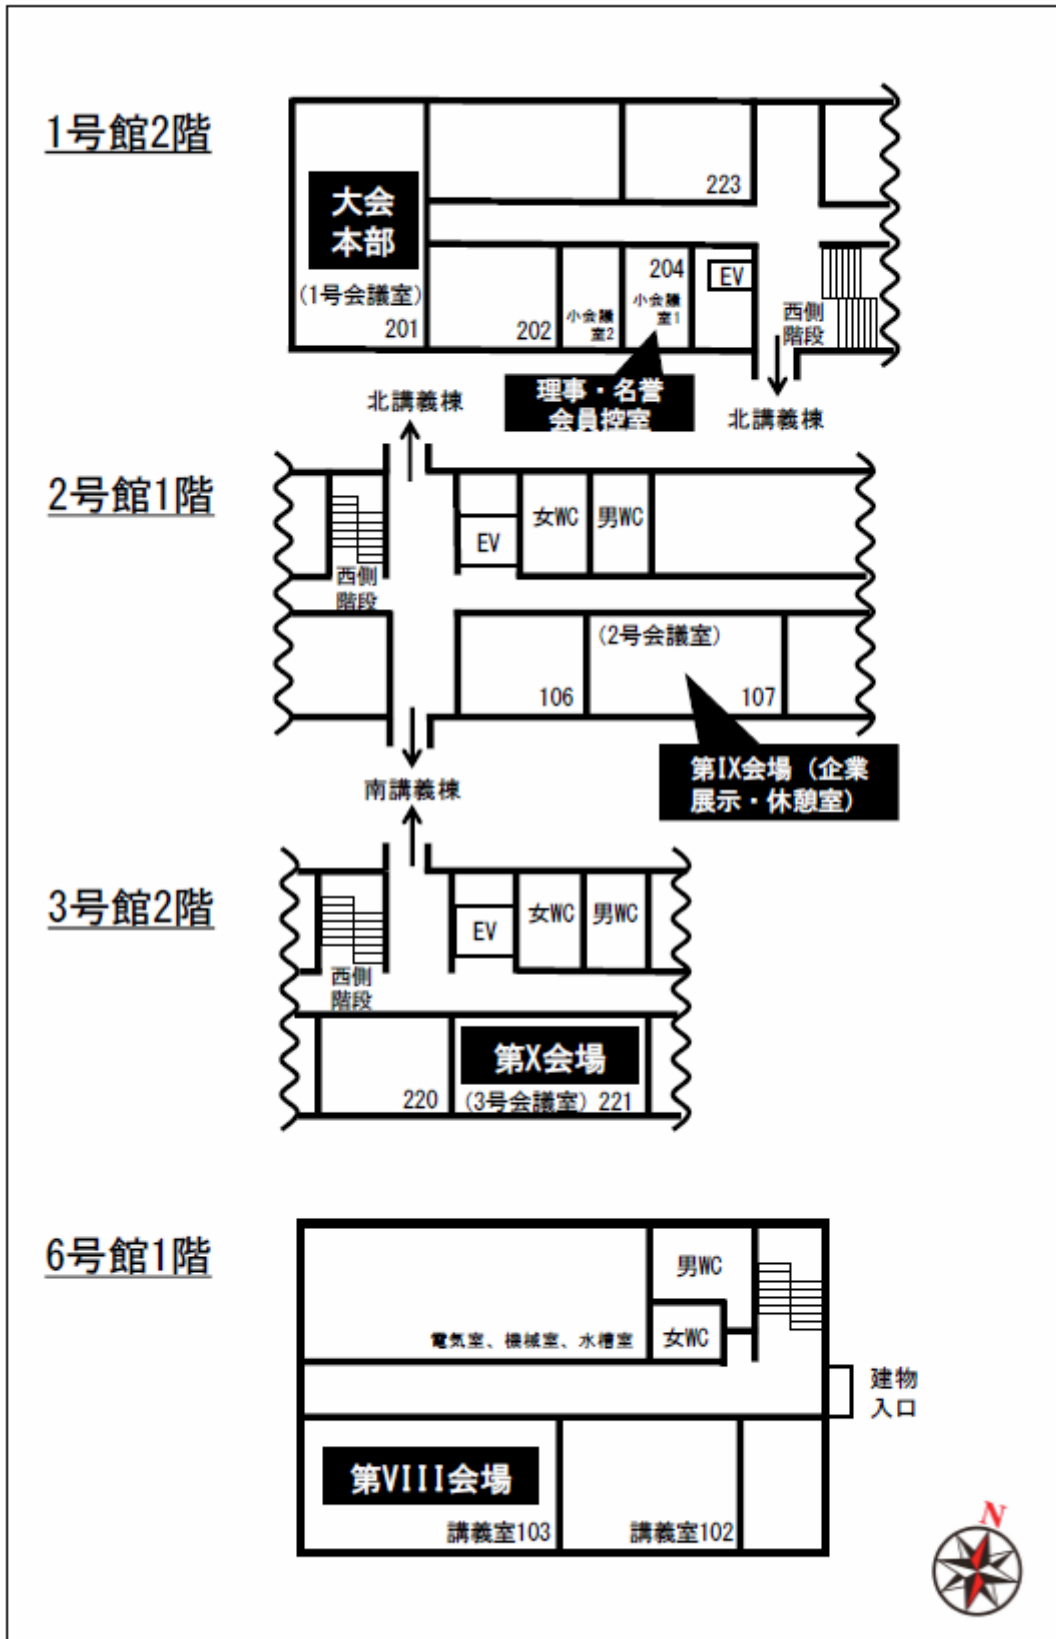 1号館2階
223
大会
本部
(1号会議室)
201
202
小会議
室2
204
小会議
室1
EV
西側
階段
理事・名誉
会員控室
北講義棟
北講義棟
2号館1階
西側
階段
EV
女WC
男WC
106
(2号会議室)
107
第IX会場（企業
展示・休憩室）
南講義棟
3号館2階
西側
階段
EV
女WC
男WC
220
第X会場
(3号会議室) 221
6号館1階
電気室、機械室、水槽室
男WC
女WC
建物
入口
第VIII会場
講義室103
講義室102
N